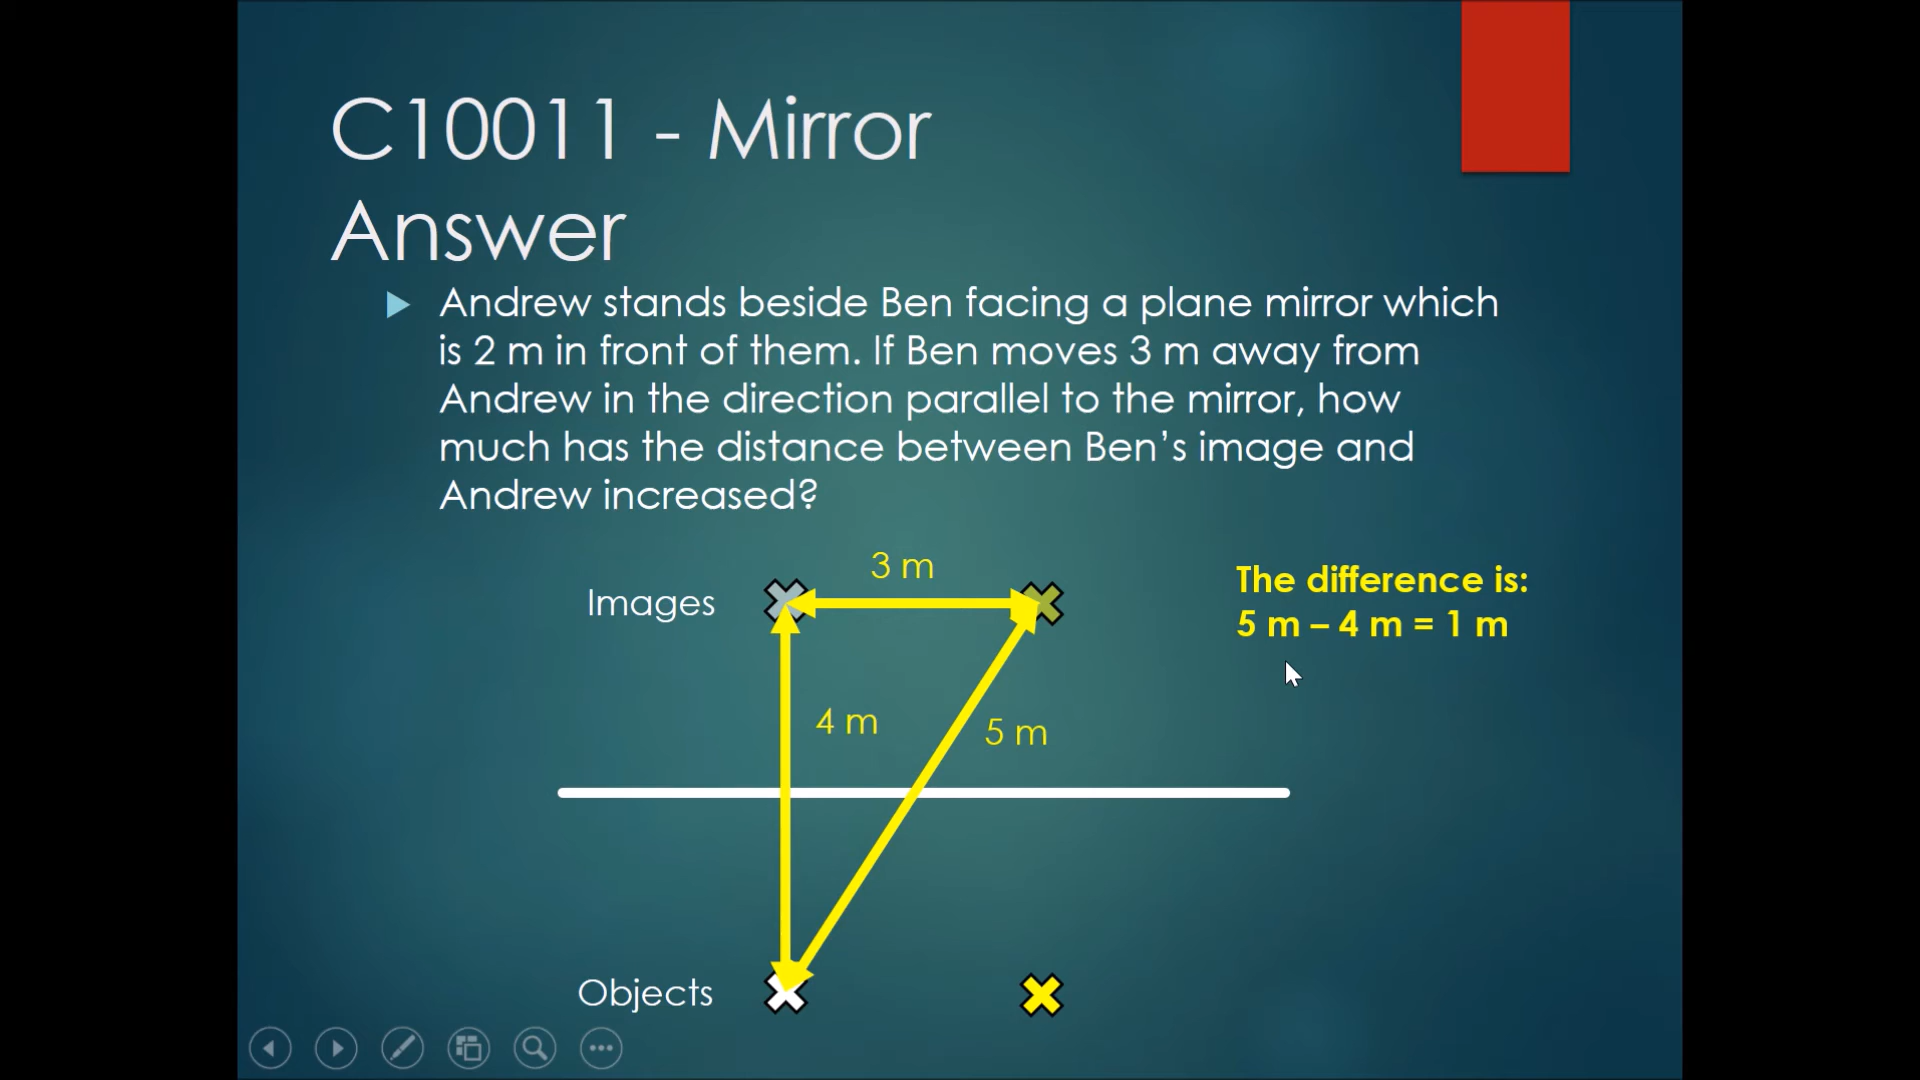 C10011 - Mirror
Answer
Andrew stands beside Ben facing a plane mirror which
is 2 m in front of them. If Ben moves 3 m away from
Andrew in the direction parallel to the mirror, how
much has the distance between Ben’s image and
Andrew increased?
3 m
Images
The difference is:
5 m – 4 m = 1 m
4 m
5 m
Objects